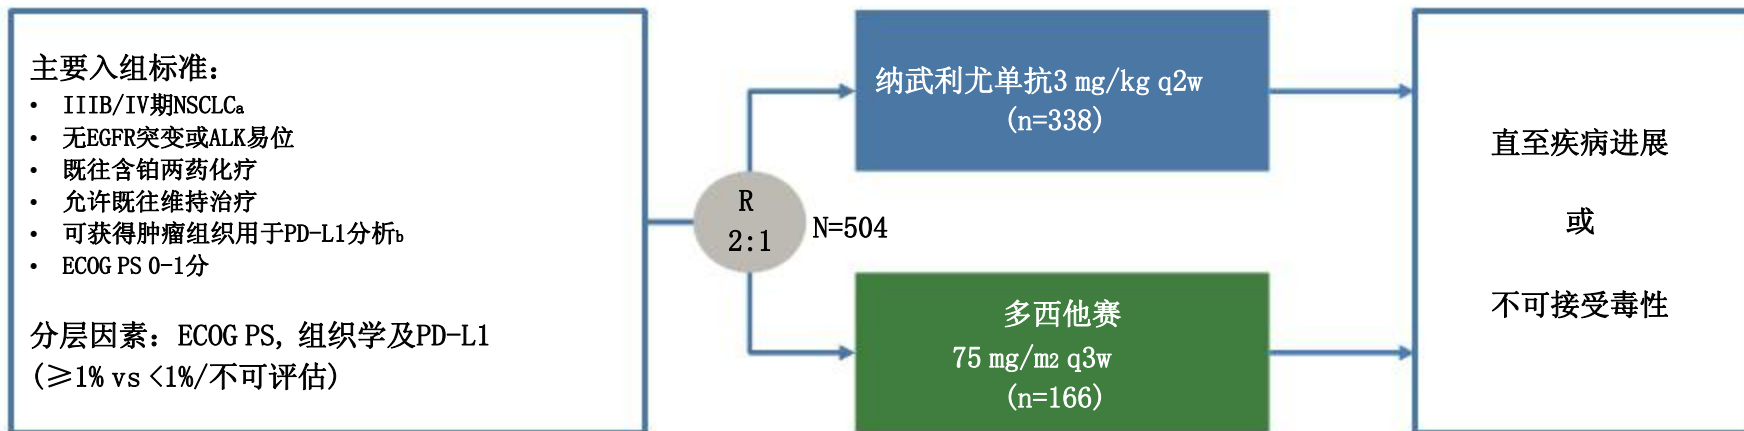 主要入组标准：
• IIIB/IV期NSCLCa
• 无EGFR突变或ALK易位
• 既往含铂两药化疗
• 允许既往维持治疗
• 可获得肿瘤组织用于PD-L1分析b
• ECOG PS 0-1分
分层因素：ECOG PS, 组织学及PD-L1
(≥1% vs <1%/不可评估)
R
2:1
N=504
纳武利尤单抗3 mg/kg q2w
(n=338)
多西他赛
75 mg/m2 q3w
(n=166)
直至疾病进展
或
不可接受毒性